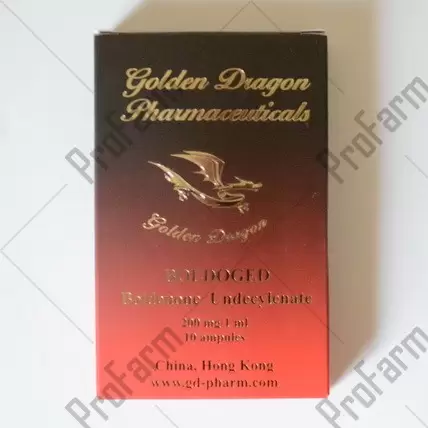 Golden Dragon
Pharmaceuticals
Golden Dragon
BOLDOGED
Boldenone Undecylenate
200 mg/1 ml
10 ampules
China, Hong Kong
www.gd-pharm.com
ProFarm
ProFarm
ProFarm
ProFarm
ProFarm